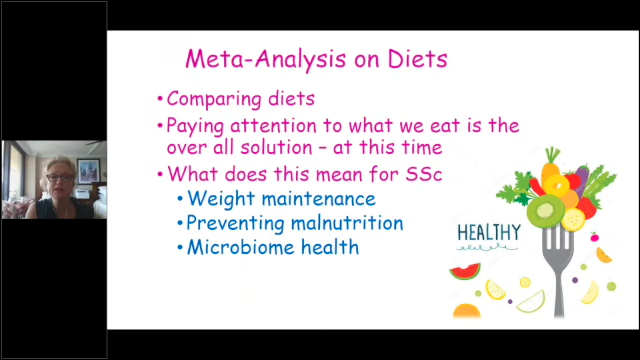 Meta-Analysis on Diets
• Comparing diets
• Paying attention to what we eat is the
over all solution – at this time
• What does this mean for SSc
• Weight maintenance
• Preventing malnutrition
• Microbiome health
HEALTHY